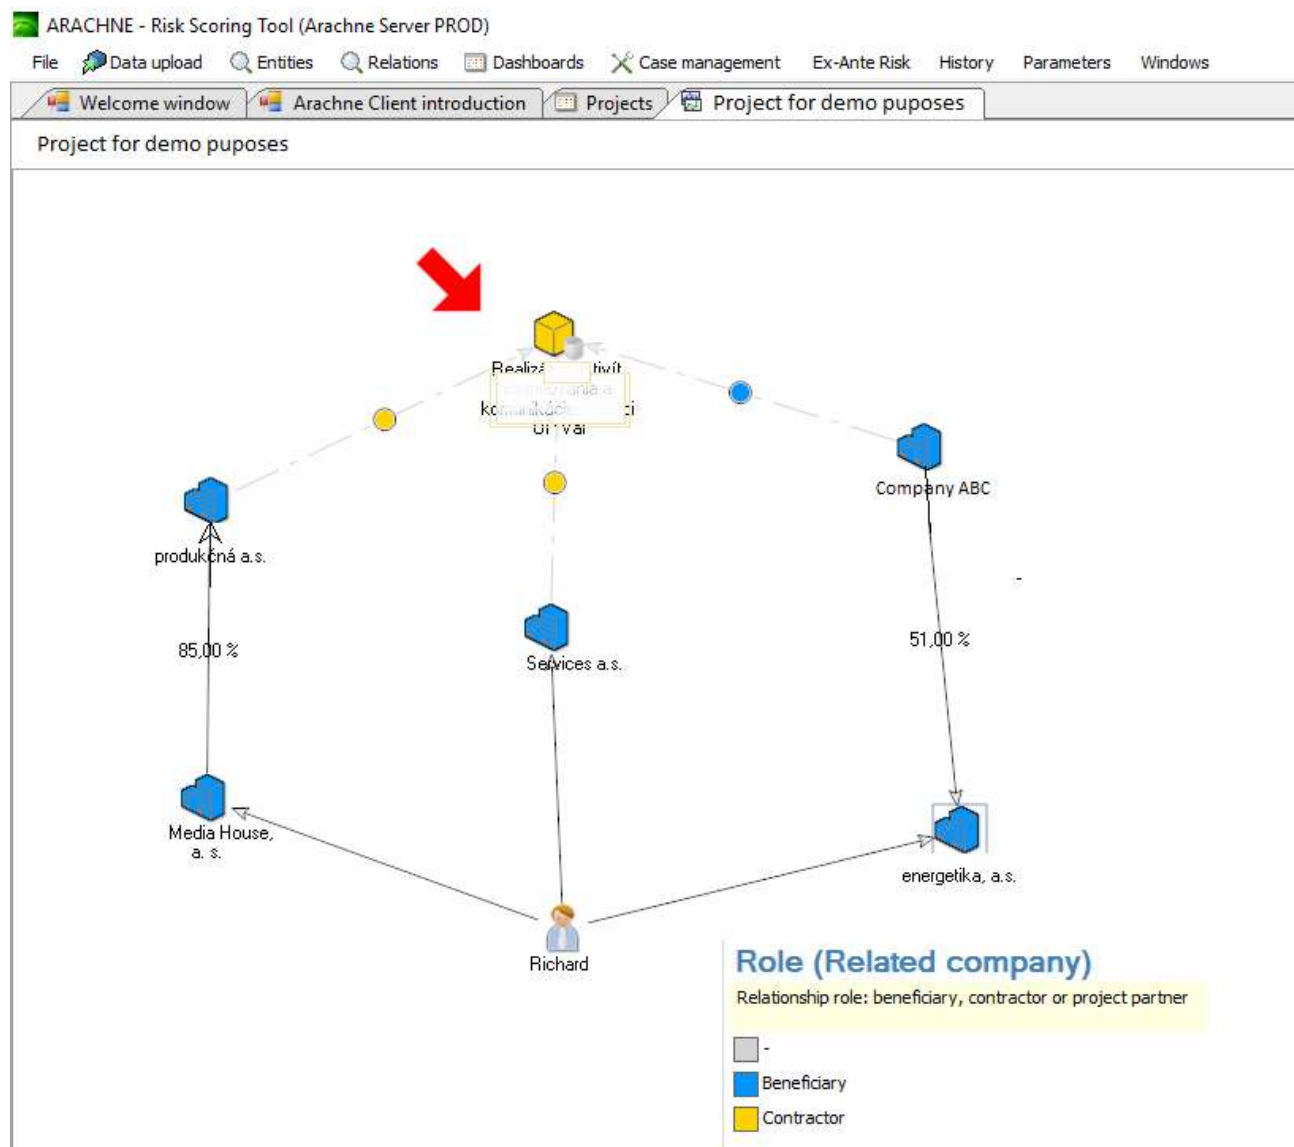 ARACHNE - Risk Scoring Tool (Arachne Server PROD)
File Data upload Entities Relations Dashboards Case management Ex-Ante Risk History Parameters Windows
Welcome window Arachne Client introduction Projects Project for demo puposes
Project for demo puposes
Company ABC
produkčná a.s.
85,00 %
51,00 %
Services a.s.
Media House,
a. s.
energetika, a.s.
Richard
Role (Related company)
Relationship role: beneficiary, contractor or project partner
-
Beneficiary
Contractor